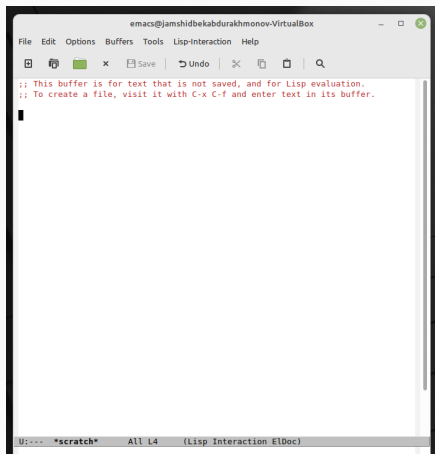 emacs@jamshidbekabdurakhmonov-VirtualBox
File Edit Options Buffers Tools Lisp-Interaction Help
Save Undo
;; This buffer is for text that is not saved, and for Lisp evaluation.
;; To create a file, visit it with C-x C-f and enter text in its buffer.
U:--- *scratch* All L4 (Lisp Interaction ElDoc)